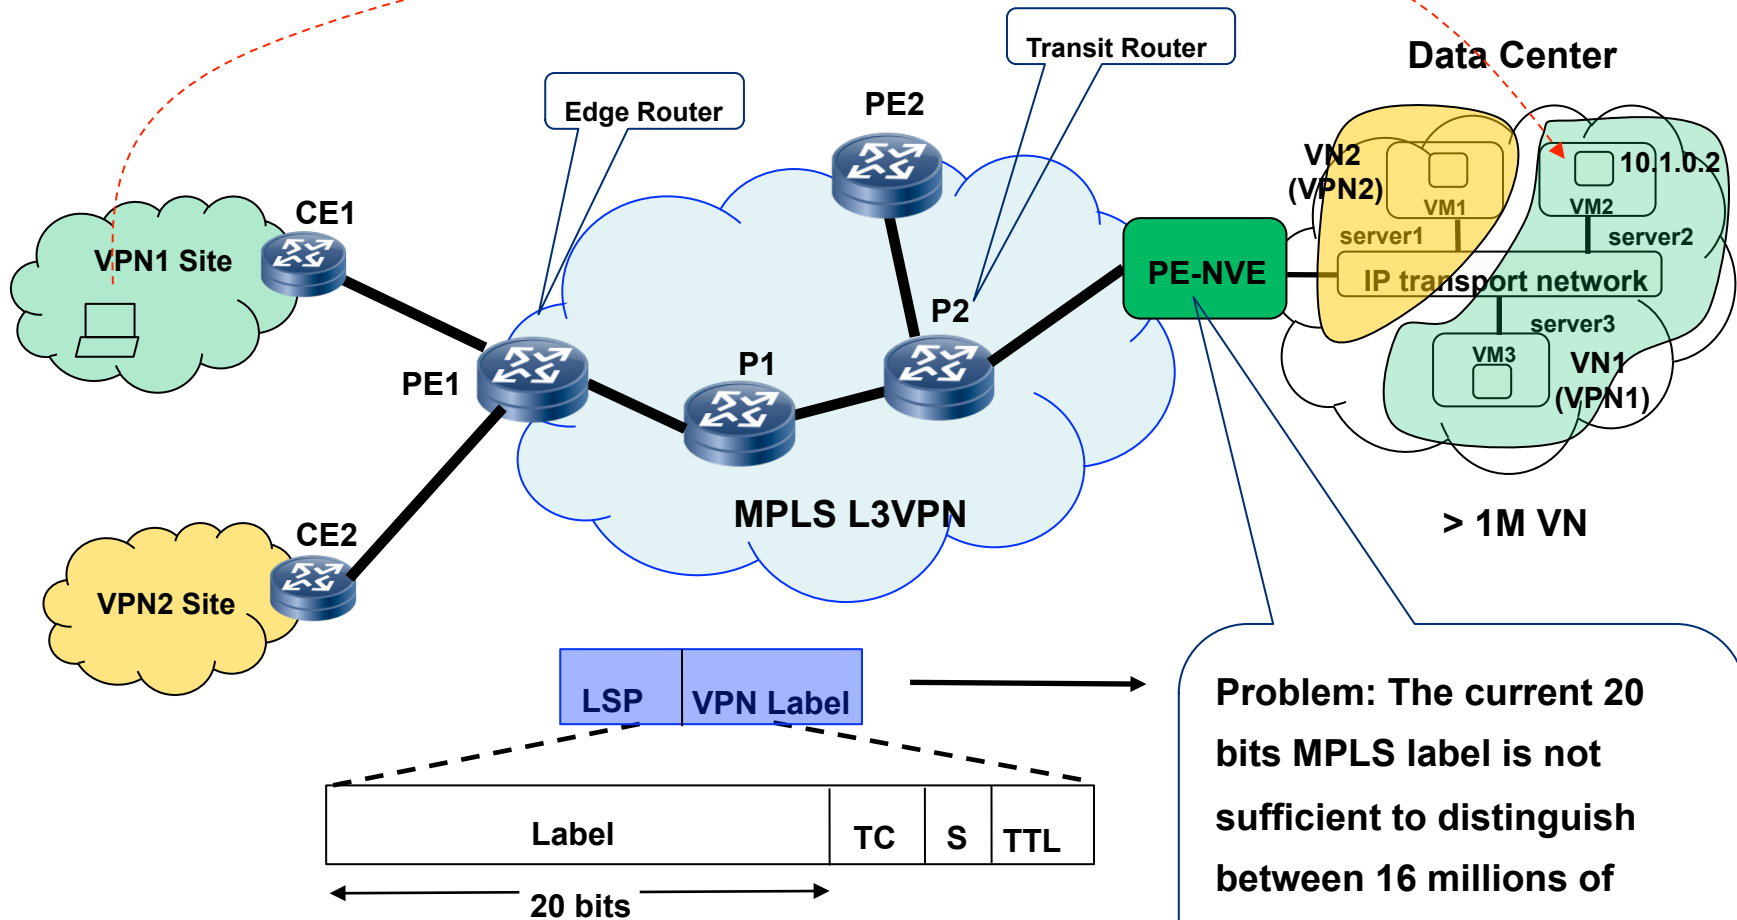 Transit Router
Data Center
Edge Router
PE2
VN2
(VPN2)
10.1.0.2
VM1
VM2
CE1
server1
server2
VPN1 Site
PE-NVE
IP transport network
P2
server3
VM3
P1
VN1
(VPN1)
PE1
MPLS L3VPN
> 1M VN
CE2
VPN2 Site
LSP
VPN Label
Problem: The current 20
bits MPLS label is not
sufficient to distinguish
between 16 millions of
Label
TC
S
TTL
20 bits